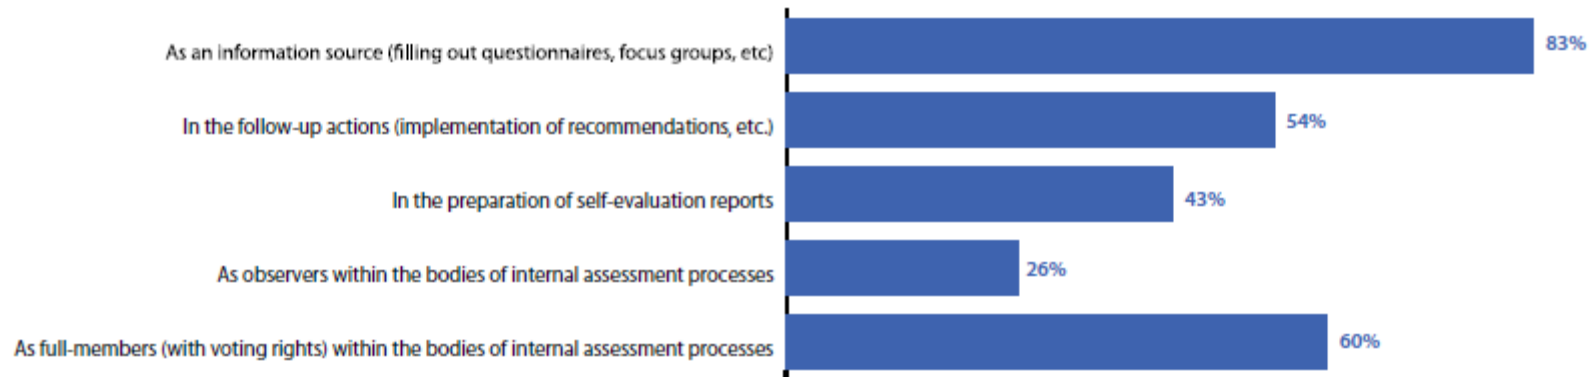 As an information source (filling out questionnaires, focus groups, etc) 83%
In the follow-up actions (implementation of recommendations, etc.) 54%
In the preparation of self-evaluation reports 43%
As observers within the bodies of internal assessment processes 26%
As full-members (with voting rights) within the bodies of internal assessment processes 60%